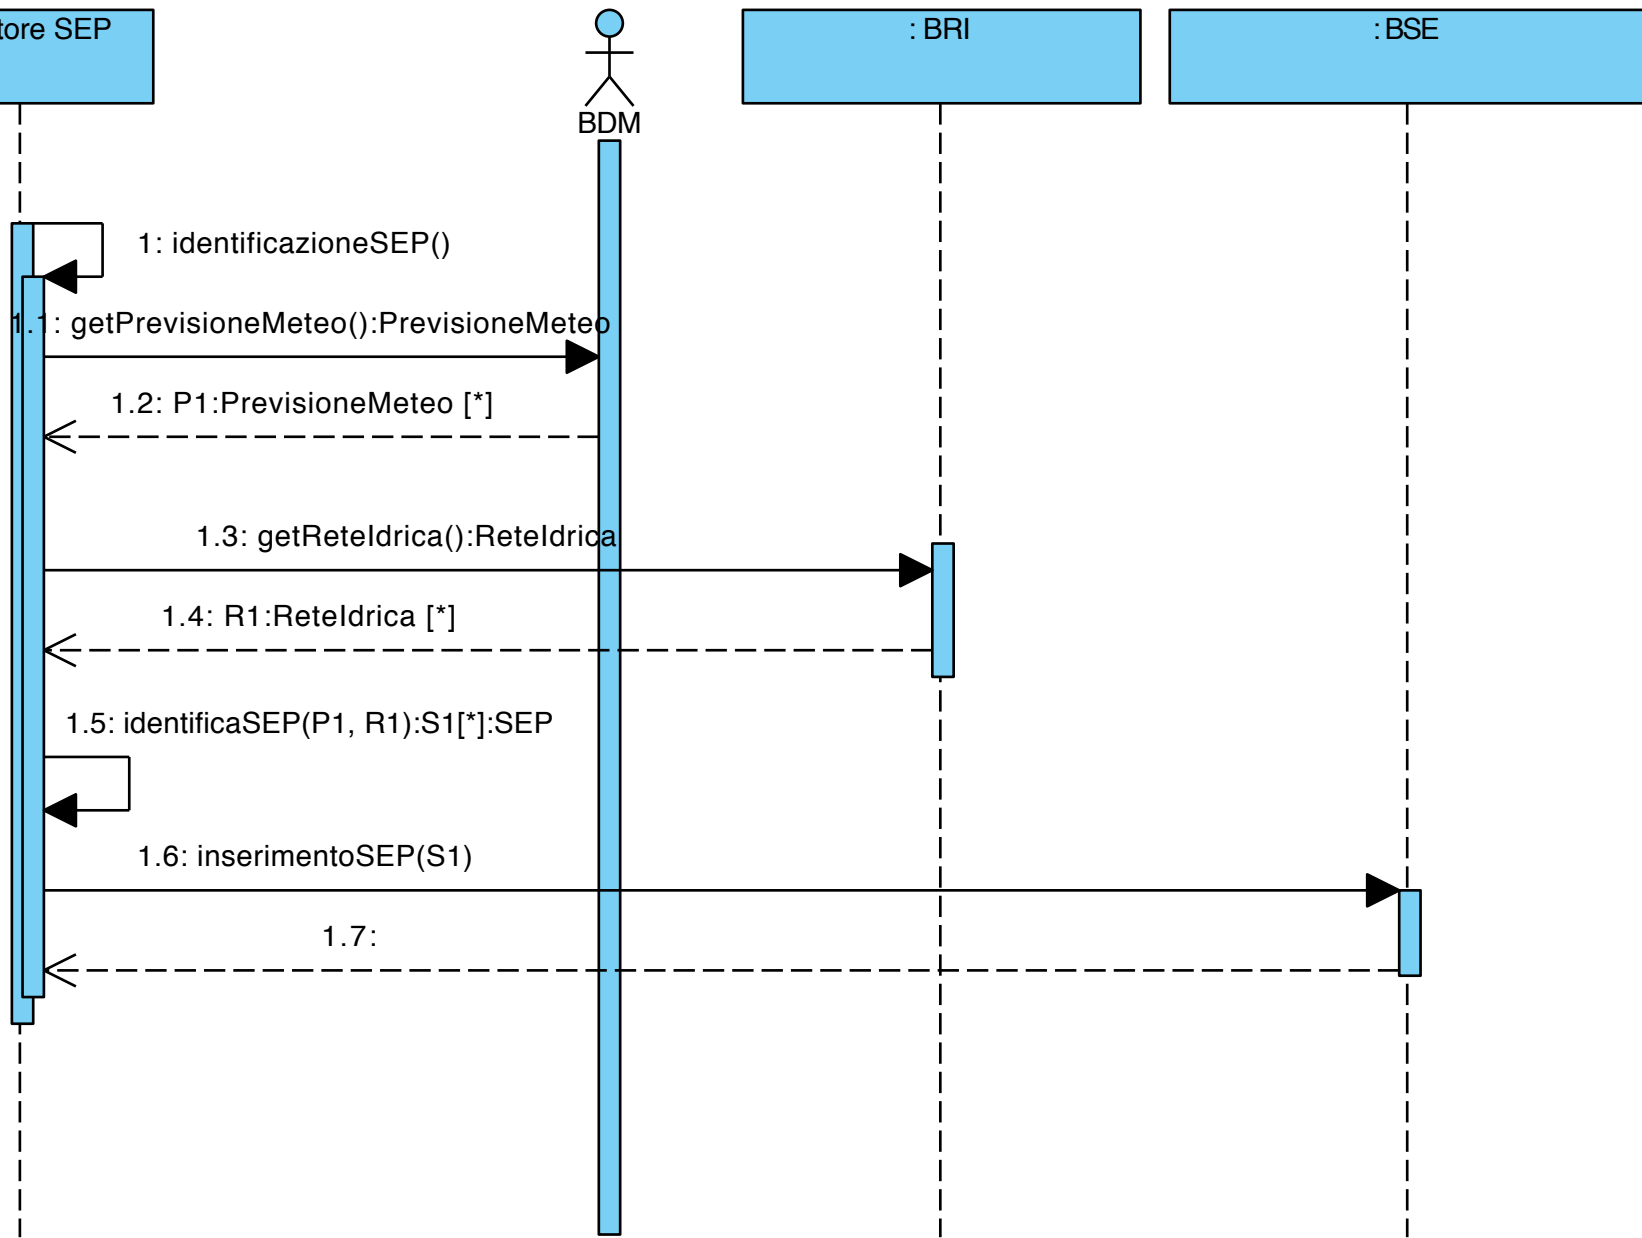 tore SEP
BDM
: BRI
: BSE
1: identificazioneSEP()
1.1: getPrevisioneMeteo():PrevisioneMeteo
1.2: P1:PrevisioneMeteo [*]
1.3: getReteIdrica():ReteIdrica
1.4: R1:ReteIdrica [*]
1.5: identificaSEP(P1, R1):S1[*]:SEP
1.6: inserimentoSEP(S1)
1.7: